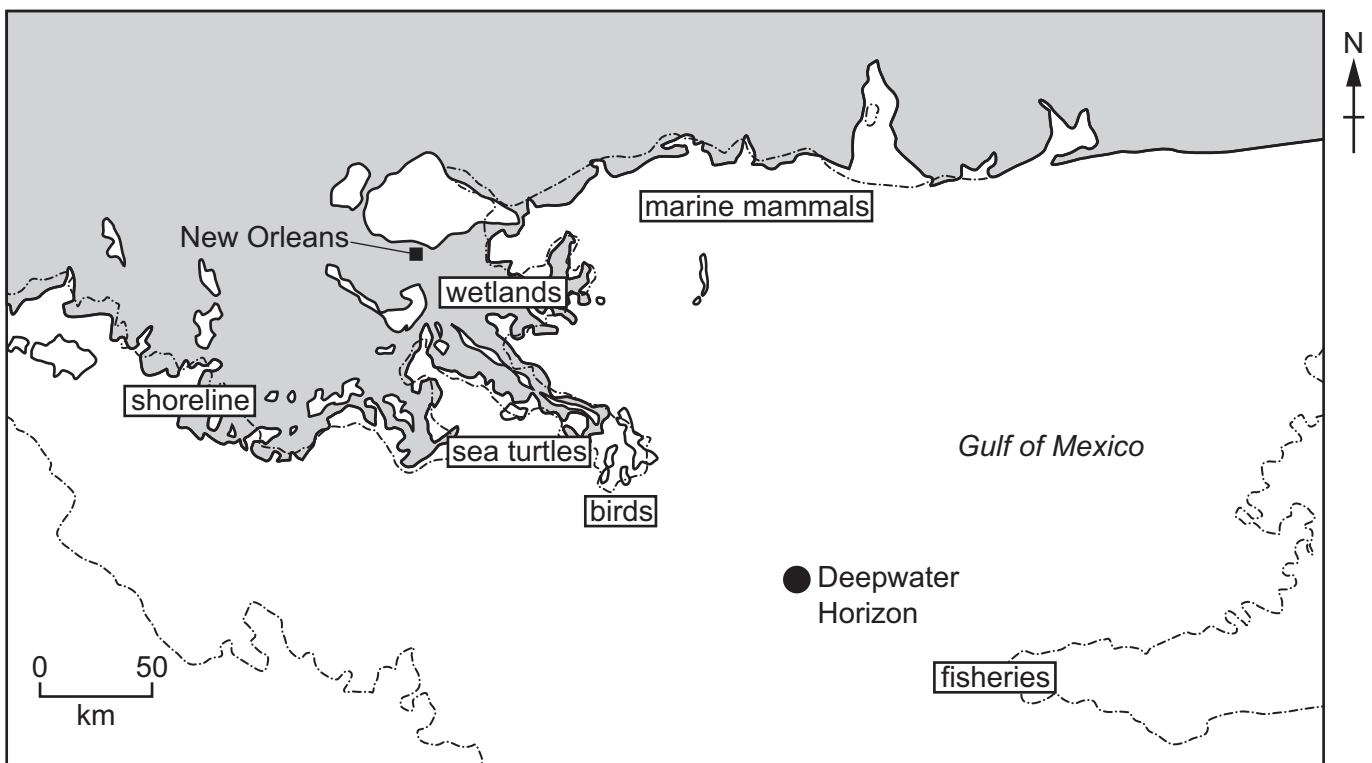 N
marine mammals
New Orleans
wetlands
shoreline
sea turtles
Gulf of Mexico
birds
Deepwater
Horizon
0 50
km
fisheries